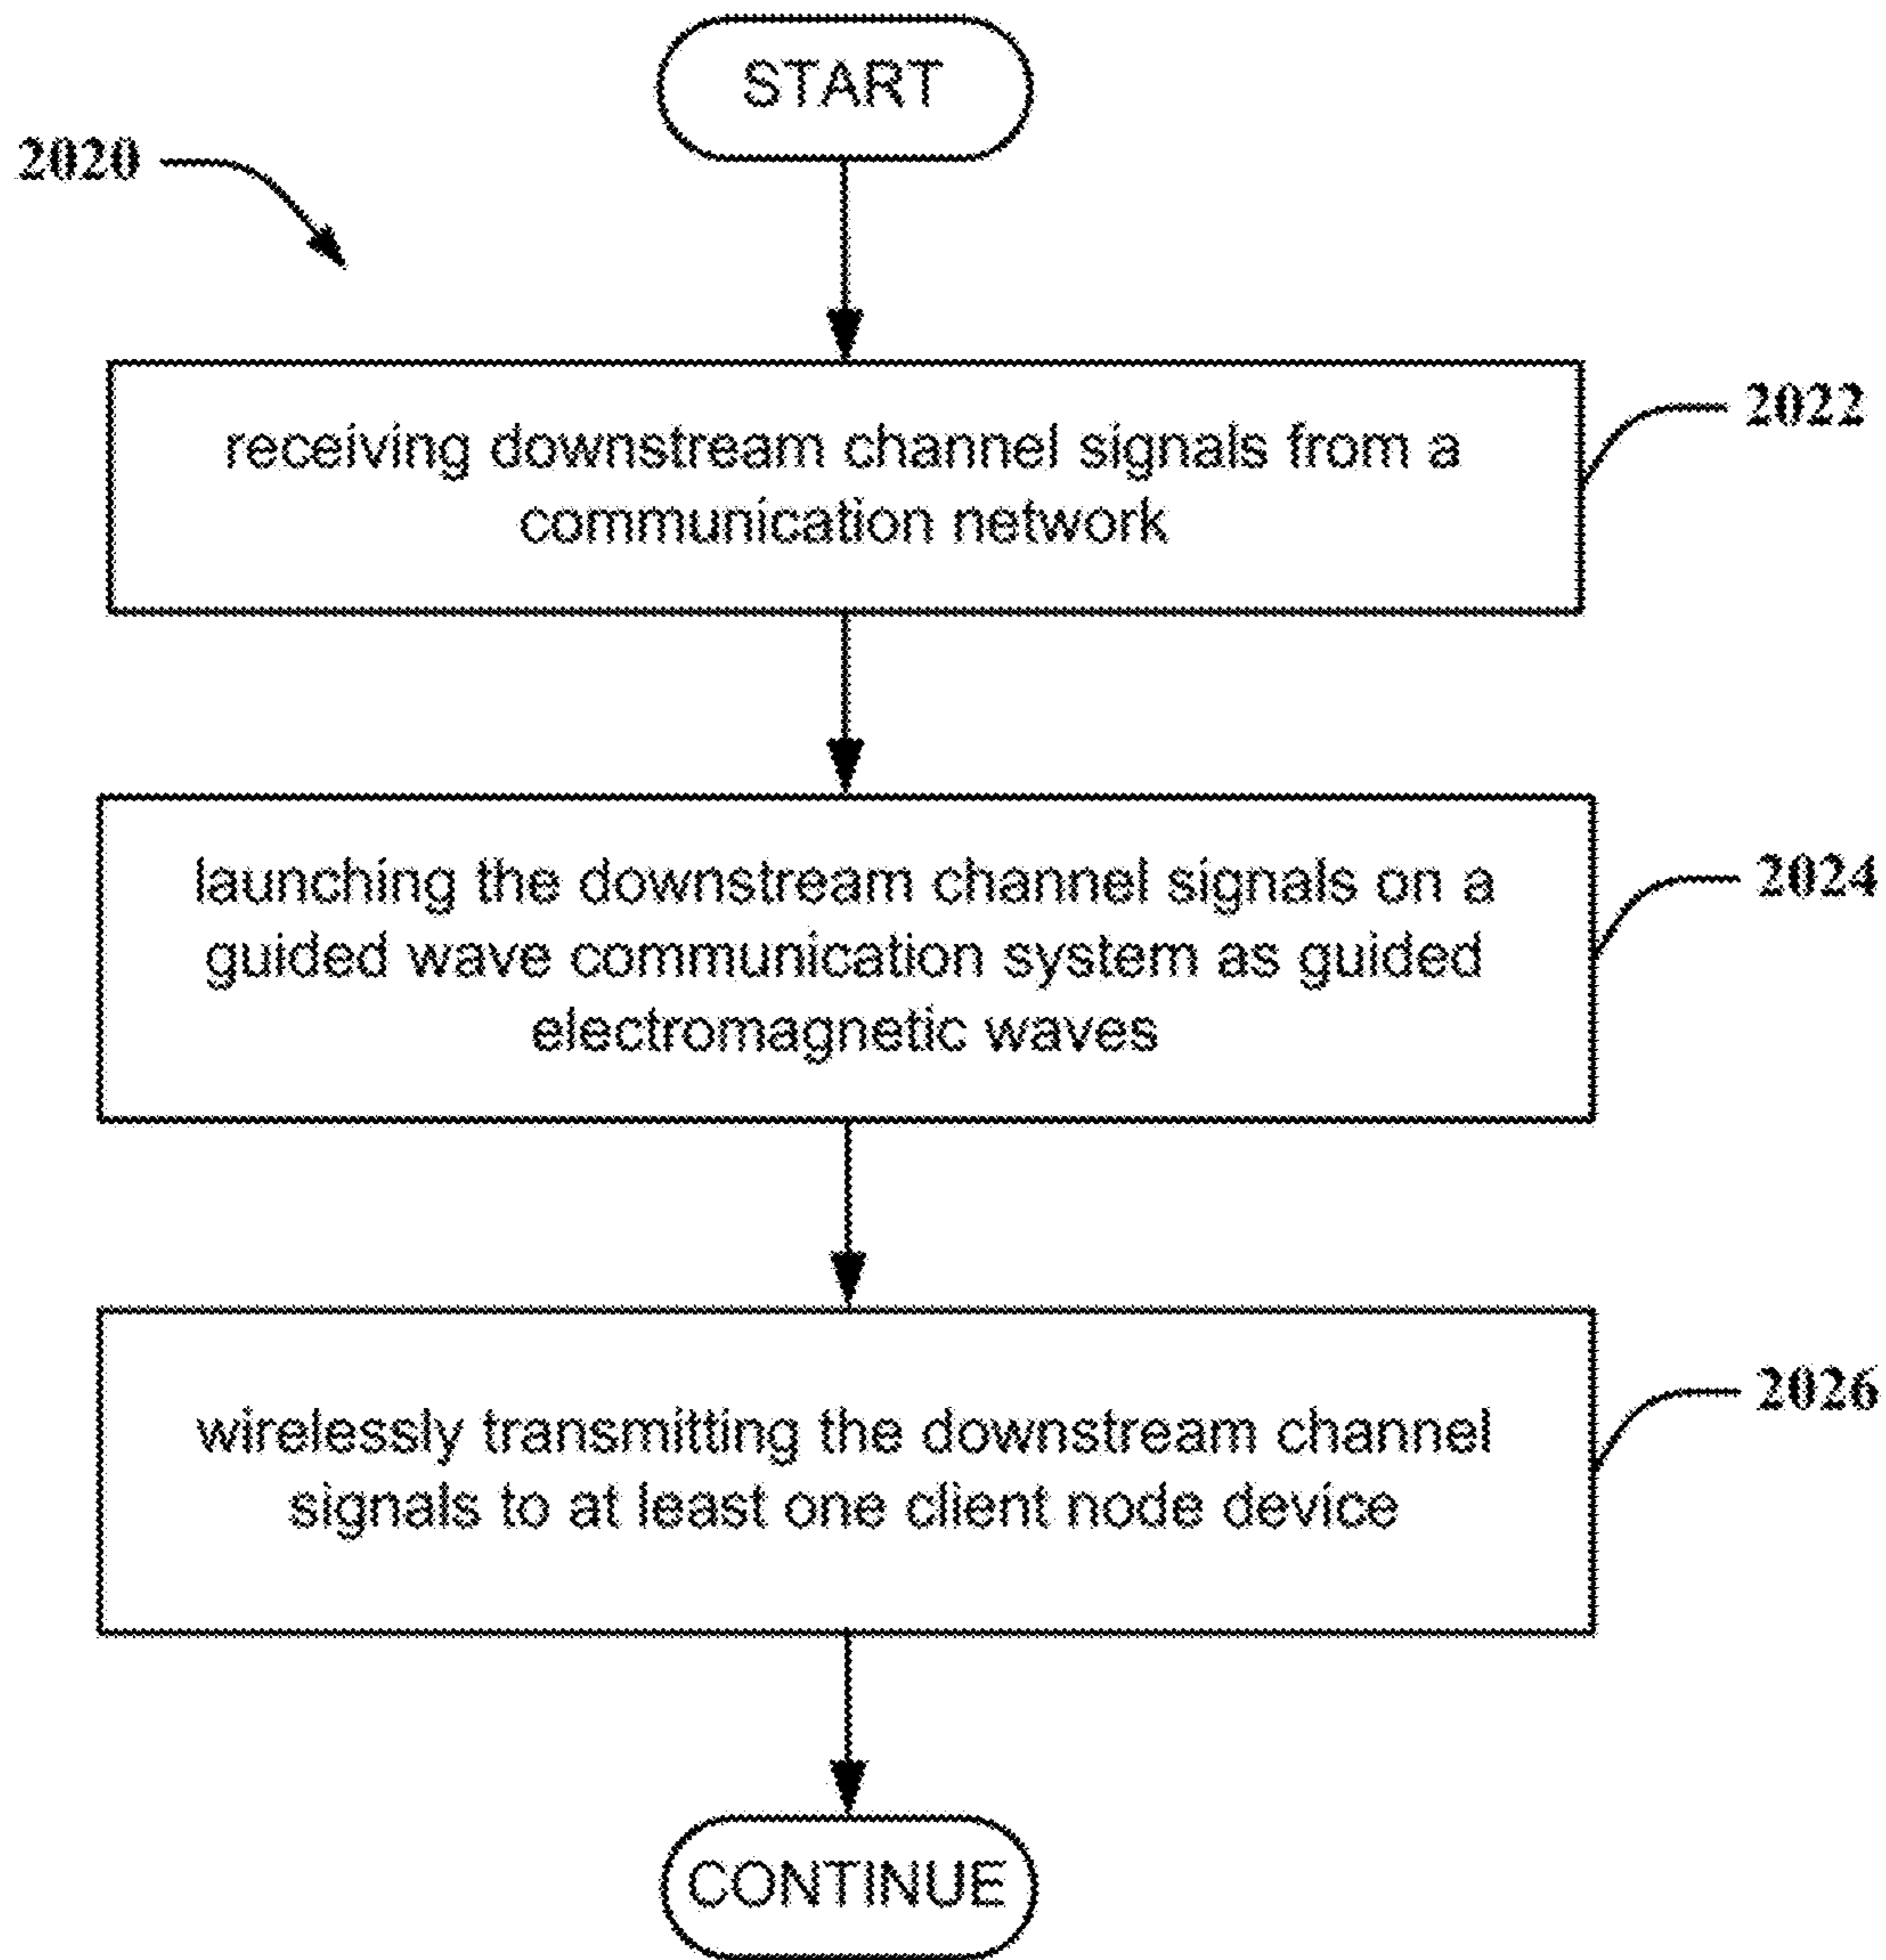 START
2020
receiving downstream channel signals from a
communication network
2022
launching the downstream channel signals on a
guided wave communication system as guided
electromagnetic waves
2024
wirelessly transmitting the downstream channel
signals to at least one client node device
2026
CONTINUE